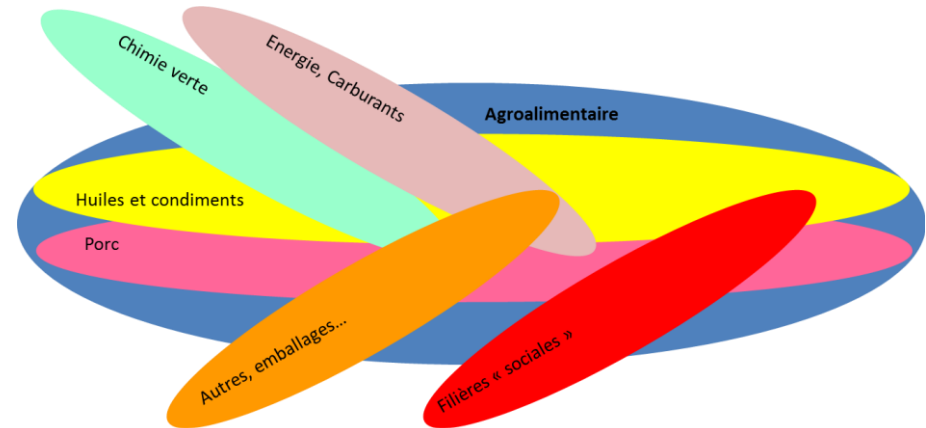 Chimie verte
Energie, Carburants
Agroalimentaire
Huiles et condiments
Porc
Autres, emballages...
Filières « sociales »